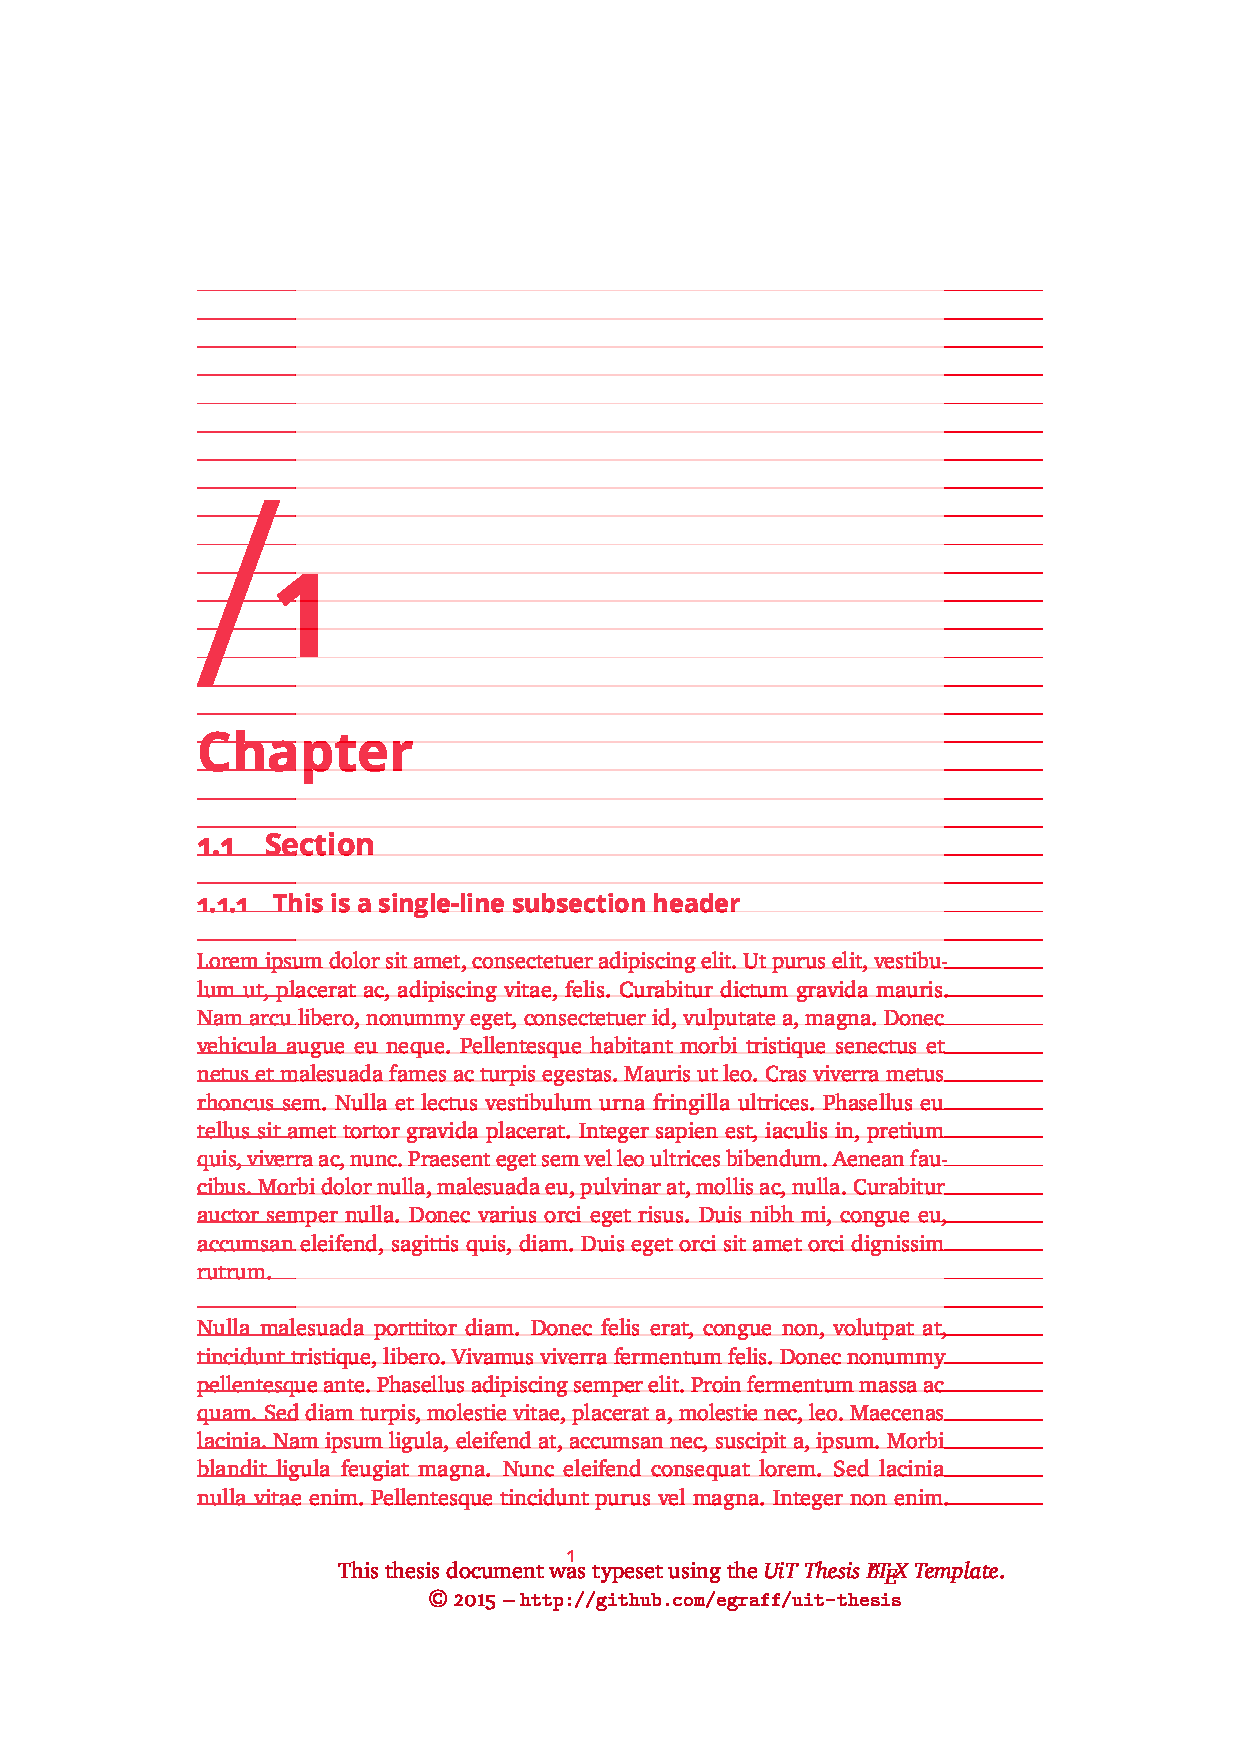 /1
Chapter
1.1 Section
1.1.1 This is a single-line subsection header
Lorem ipsum dolor sit amet, consectetuer adipiscing elit. Ut purus elit, vestibu-
lum ut, placerat ac, adipiscing vitae, felis. Curabitur dictum gravida mauris.
Nam arcu libero, nonummy eget, consectetuer id, vulputate a, magna. Donec
vehicula augue eu neque. Pellentesque habitant morbi tristique senectus et
netus et malesuada fames ac turpis egestas. Mauris ut leo. Cras viverra metus
rhoncus sem. Nulla et lectus vestibulum urna fringilla ultrices. Phasellus eu
tellus sit amet tortor gravida placerat. Integer sapien est, iaculis in, pretium
quis, viverra ac, nunc. Praesent eget sem vel leo ultrices bibendum. Aenean fau-
cibus. Morbi dolor nulla, malesuada eu, pulvinar at, mollis ac, nulla. Curabitur
auctor semper nulla. Donec varius orci eget risus. Duis nibh mi, congue eu,
accumsan eleifend, sagittis quis, diam. Duis eget orci sit amet orci dignissim
rutrum.
Nulla malesuada porttitor diam. Donec felis erat, congue non, volutpat at,
tincidunt tristique, libero. Vivamus viverra fermentum felis. Donec nonummy
pellentesque ante. Phasellus adipiscing semper elit. Proin fermentum massa ac
quam. Sed diam turpis, molestie vitae, placerat a, molestie nec, leo. Maecenas
lacinia. Nam ipsum ligula, eleifend at, accumsan nec, suscipit a, ipsum. Morbi
blandit ligula feugiat magna. Nunc eleifend consequat lorem. Sed lacinia
nulla vitae enim. Pellentesque tincidunt purus vel magna. Integer non enim.
1
This thesis document was typeset using the UiT Thesis LATEX Template.
© 2015 – http://github.com/egraff/uit-thesis